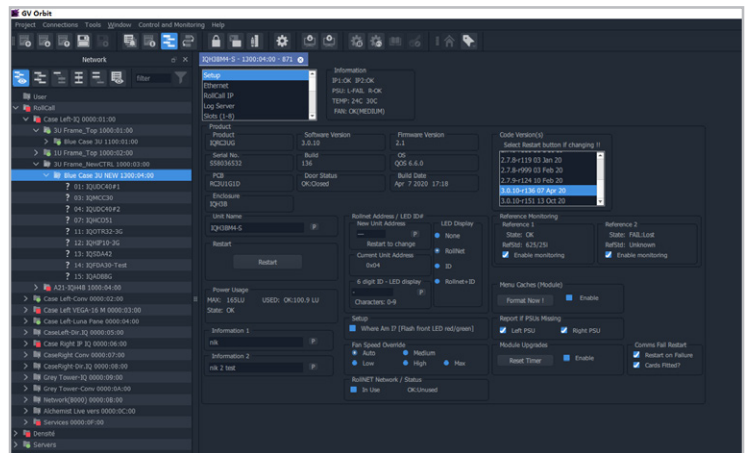 GV Orbit
Project Connections Tools Window Control and Monitoring Help
Network
IQH3BM4-S - 1300:04:00 - 871
filter
User
RollCall
Case Left-IQ 0000:01:00
3U Frame_Top 1000:01:00
Blue Case 3U 1100:01:00
1U Frame_Top 1000:02:00
3U Frame_NewCTRL 1000:03:00
Blue Case 3U NEW 1300:04:00
01: IQUDC40#1
03: IQMCC30
04: IQUDC40#2
07: IQHCO51
11: IQOTR32-3G
12: IQHIP10-3G
13: IQSDA42
14: IQFDA30-Test
15: IQADBBG
A21-IQH4B 1000:04:00
Case Left-Conv 0000:02:00
Case Left VEGA-16 M 0000:03:00
Case Left-Luna Pane 0000:04:00
CaseLeft-Dir.IQ 0000:05:00
Case Right IP IQ 0000:06:00
CaseRight Conv 0000:07:00
CaseRight-Dir.IQ 0000:08:00
Grey Tower-IQ 0000:09:00
Grey Tower-Conv 0000:0A:00
Network(8000) 0000:0B:00
Alchemist Live vers 0000:0C:00
Services 0000:0F:00
Densité
Servers
Setup
Ethernet
RollCall IP
Log Server
Slots (1-8)
Information
IP1:OK IP2:OK
PSU: L-FAIL R-OK
TEMP: 24C 30C
FAN: OK(MEDIUM)
Product
Product
IQRC3UG
Software Version
3.0.10
Firmware Version
2.1
Serial No.
S59036532
Build
136
OS
QOS 6.6.0
PCB
RC3U1G1D
Door Status
OK:Closed
Build Date
Apr 7 2020 17:18
Enclosure
IQH3B
Code Version(s)
Select Restart button if changing !!
2.7.8-r119 03 Jan 20
2.7.8-r999 03 Feb 20
2.7.9-r124 10 Feb 20
3.0.10-r136 07 Apr 20
3.0.10-r151 13 Oct 20
Unit Name
IQH3BM4-S
P
Restart
Restart
Rollnet Address / LED ID#
New Unit Address
---
P
Restart to change
Current Unit Address
0x04
6 digit ID - LED display
P
Characters: 0-9
LED Display
None
RollNet
ID
Rollnet+ID
Reference Monitoring
Reference 1
State: OK
RefStd: 625/25i
Enable monitoring
Reference 2
State: FAIL:Lost
RefStd: Unknown
Enable monitoring
Power Usage
MAX: 165LU USED: OK:100.9 LU
State: OK
Setup
Where Am I? [Flash front LED red/green]
Menu Caches (Module)
Format Now !
Enable
Report if PSUs Missing
Left PSU
Right PSU
Information 1
nik
P
Information 2
nik 2 test
P
Fan Speed Override
Auto
Medium
Low
High
Max
Module Upgrades
Reset Timer
Enable
Comms Fail Restart
Restart on Failure
Cards Fitted?
RollNET Network / Status
In Use
OK:Unused